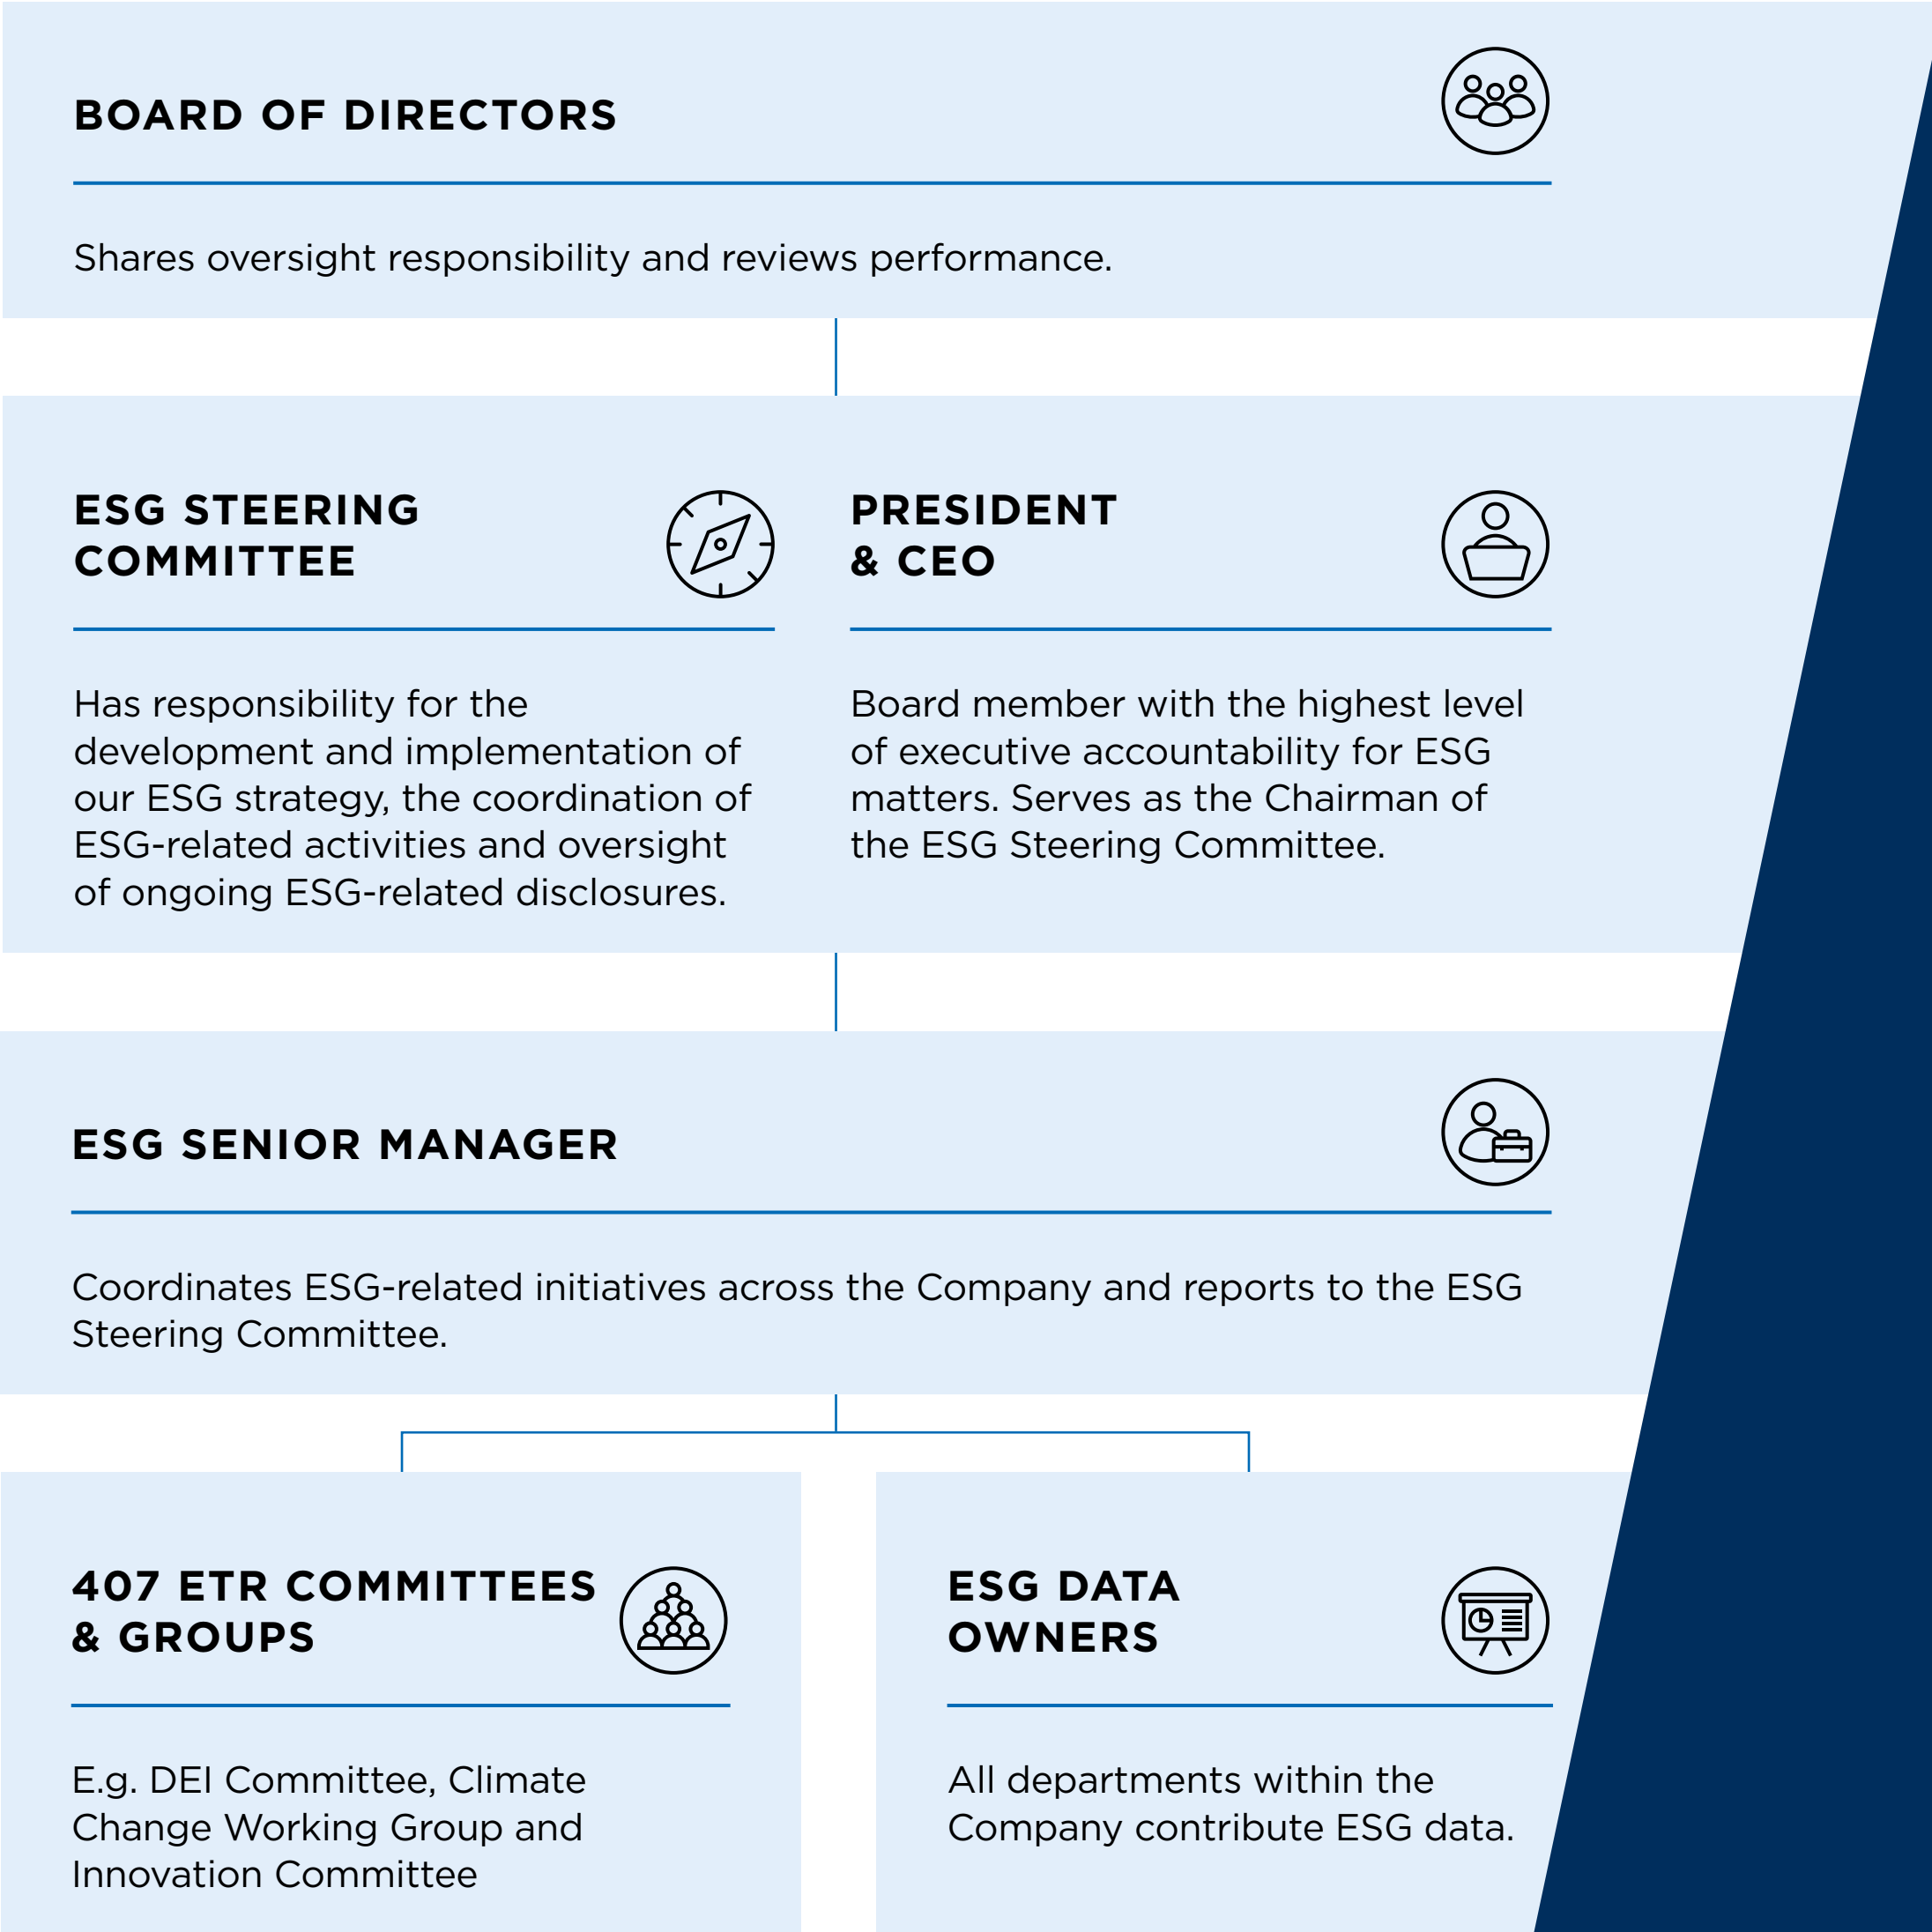 BOARD OF DIRECTORS
Shares oversight responsibility and reviews performance.
ESG STEERING
COMMITTEE
Has responsibility for the
development and implementation of
our ESG strategy, the coordination of
ESG-related activities and oversight
of ongoing ESG-related disclosures.
PRESIDENT
& CEO
Board member with the highest level
of executive accountability for ESG
matters. Serves as the Chairman of
the ESG Steering Committee.
ESG SENIOR MANAGER
Coordinates ESG-related initiatives across the Company and reports to the ESG
Steering Committee.
407 ETR COMMITTEES
& GROUPS
E.g. DEI Committee, Climate
Change Working Group and
Innovation Committee
ESG DATA
OWNERS
All departments within the
Company contribute ESG data.